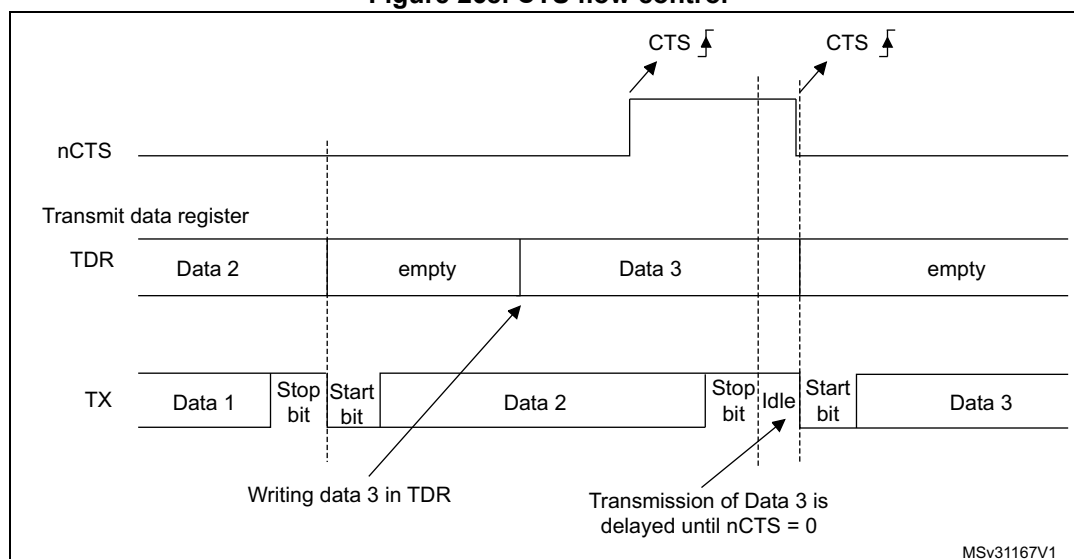 Figure CTS flow control
CTS CTS
nCTS
Transmit data register
TDR Data 2 empty Data 3 empty
TX Data 1 Stop bit Start bit Data 2 Stop bit Idle Start bit Data 3
Writing data 3 in TDR
Transmission of Data 3 is
delayed until nCTS = 0
MSv31167V1